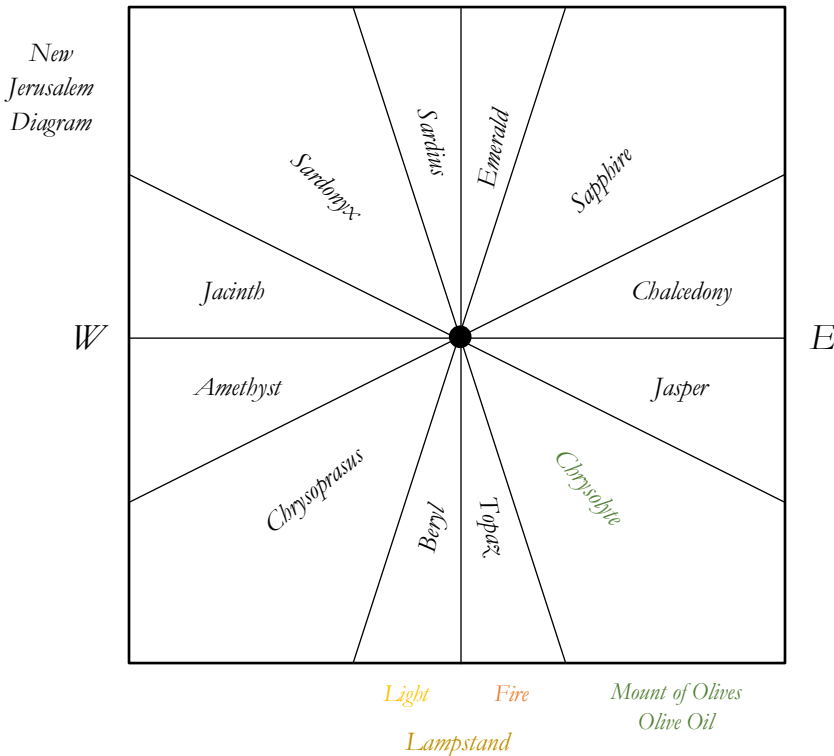 New
Jerusalem
Diagram
Sardius
Emerald
Sardonyx
Sapphire
Jacinth
Chalcedony
W
E
Amethyst
Jasper
Chrysoprasus
Beryl
Topaz
Chrysolyte
Light
Fire
Mount of Olives
Olive Oil
Lampstand